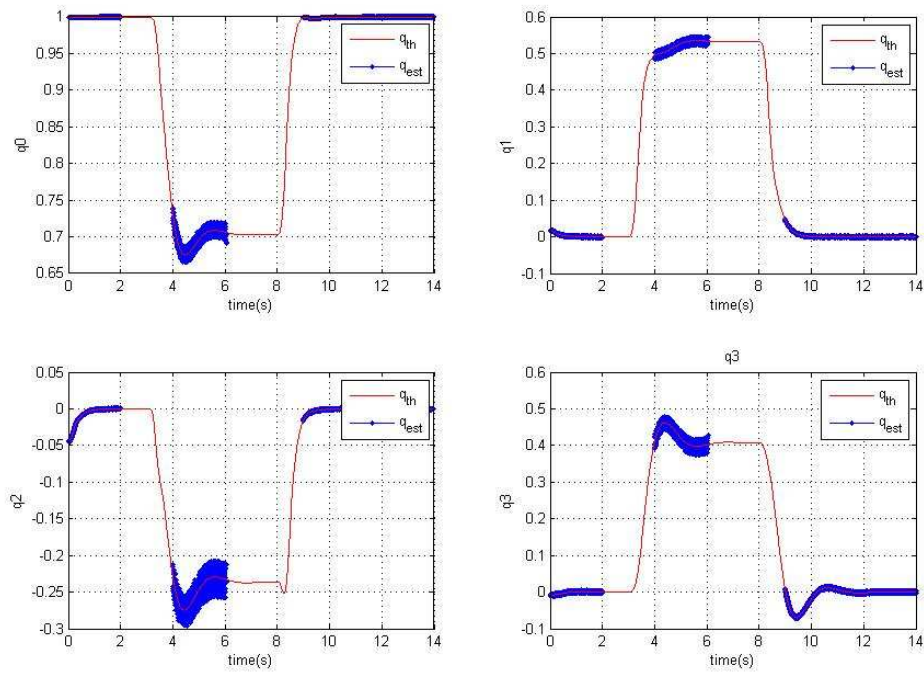 1
0.95
0.9
0.85
0.8
0.75
0.7
0.65
q0
0 2 4 6 8 10 12 14
time(s)
q_th
q_est
0.6
0.5
0.4
0.3
0.2
0.1
0
-0.1
q1
0 2 4 6 8 10 12 14
time(s)
q_th
q_est
0.05
0
-0.05
-0.1
-0.15
-0.2
-0.25
-0.3
q2
0 2 4 6 8 10 12 14
time(s)
q_th
q_est
q3
0.6
0.5
0.4
0.3
0.2
0.1
0
-0.1
q3
0 2 4 6 8 10 12 14
time(s)
q_th
q_est